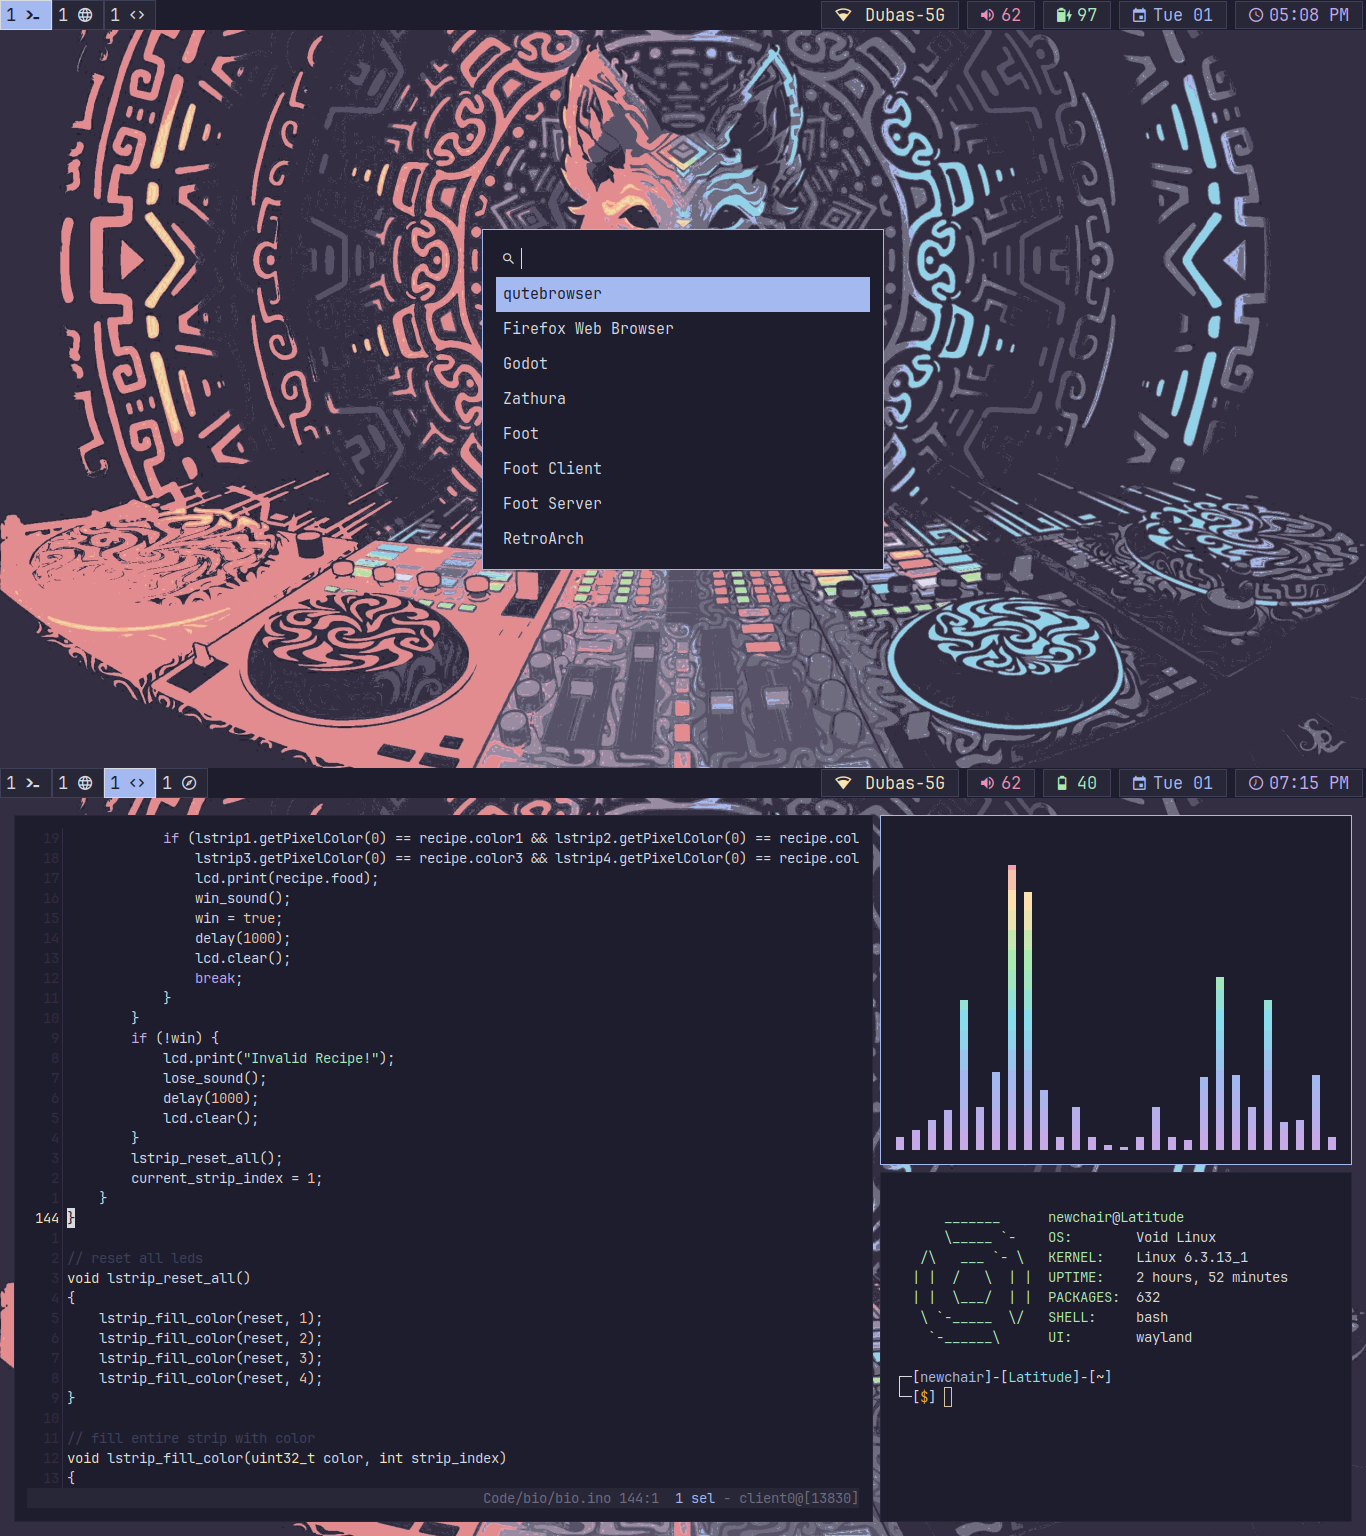 1 1 1 Dubas-5G 62 97 Tue 01 05:08 PM
qutebrowser
Firefox Web Browser
Godot
Zathura
Foot
Foot Client
Foot Server
RetroArch
1 1 1 <> 1 Dubas-5G 62 40 Tue 01 07:15 PM
19 if (lstrip1.getPixelColor(0) == recipe.color1 && lstrip2.getPixelColor(0) == recipe.col
18 lstrip3.getPixelColor(0) == recipe.color3 && lstrip4.getPixelColor(0) == recipe.col
17 lcd.print(recipe.food);
16 win_sound();
15 win = true;
14 delay(1000);
13 lcd.clear();
12 break;
11 }
10 }
9 if (!win) {
8 lcd.print("Invalid Recipe!");
7 lose_sound();
6 delay(1000);
5 lcd.clear();
4 }
3 lstrip_reset_all();
2 current_strip_index = 1;
1 }
144 }
1
2 // reset all leds
3 void lstrip_reset_all()
4 {
5 lstrip_fill_color(reset, 1);
6 lstrip_fill_color(reset, 2);
7 lstrip_fill_color(reset, 3);
8 lstrip_fill_color(reset, 4);
9 }
10
11 // fill entire strip with color
12 void lstrip_fill_color(uint32_t color, int strip_index)
13 {
Code/bio/bio.ino 144:1 1 sel - client0@[13830]
newchair@Latitude
OS: Void Linux
KERNEL: Linux 6.3.13_1
UPTIME: 2 hours, 52 minutes
PACKAGES: 632
SHELL: bash
UI: wayland
[newchair]-[Latitude]-[~]
[$]